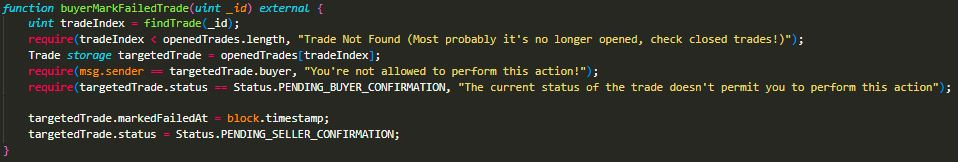 function buyerMarkFailedTrade(uint _id) external {
    uint tradeIndex = findTrade(_id);
    require(tradeIndex < openedTrades.length, "Trade Not Found (Most probably it's no longer opened, check closed trades!)");
    Trade storage targetedTrade = openedTrades[tradeIndex];
    require(msg.sender == targetedTrade.buyer, "You're not allowed to perform this action!");
    require(targetedTrade.status == Status.PENDING_BUYER_CONFIRMATION, "The current status of the trade doesn't permit you to perform this action");

    targetedTrade.markedFailedAt = block.timestamp;
    targetedTrade.status = Status.PENDING_SELLER_CONFIRMATION;
}